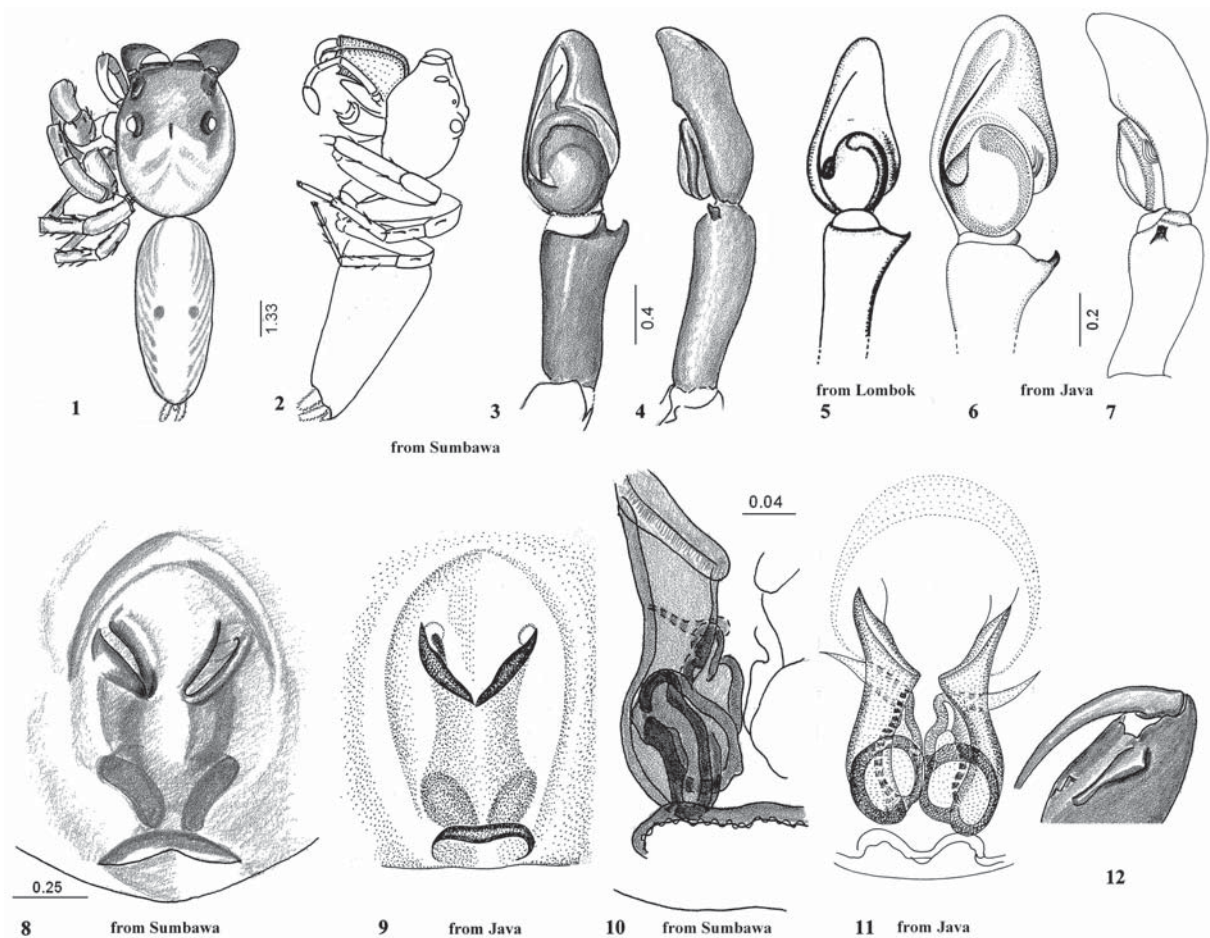 1
1.33
2
3
0.4
4
from Sumbawa
from Lombok
5
6
from Java
0.2
7
0.04
0.25
8 from Sumbawa
9 from Java
10 from Sumbawa
11 from Java
12